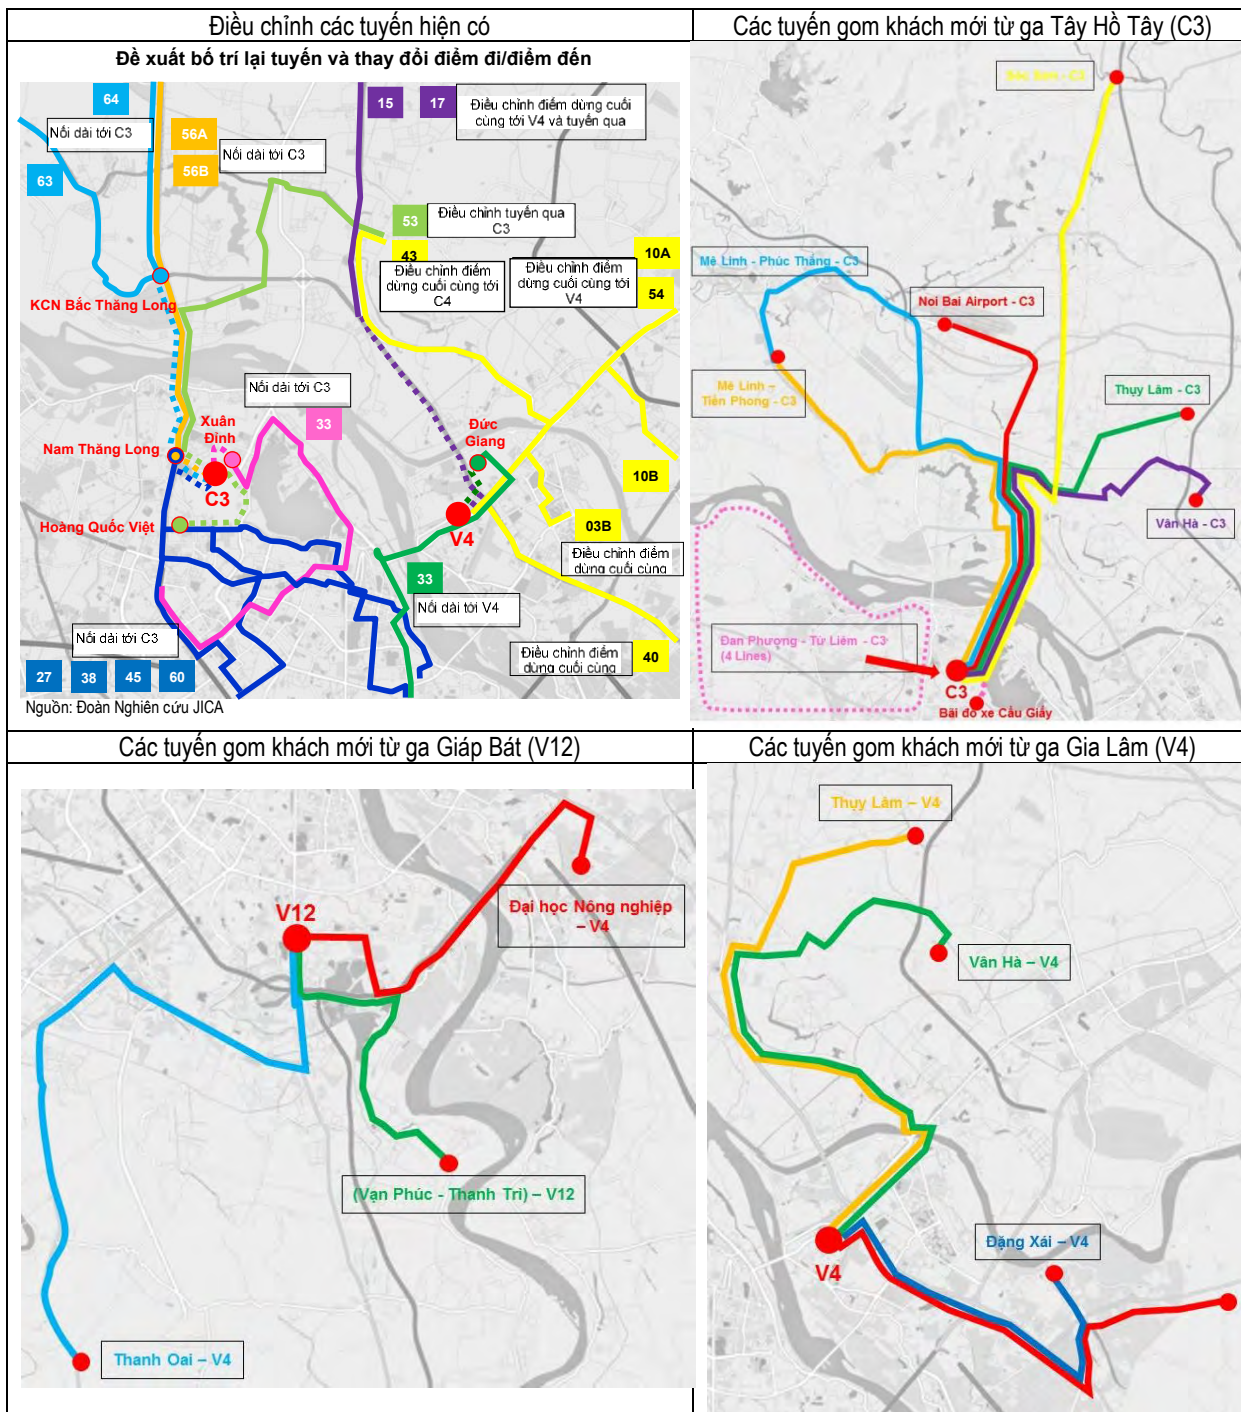 Điều chỉnh các tuyến hiện có
Đề xuất bố trí lại tuyến và thay đổi điểm đi/điểm đến
64
Nối dài tới C3
56A
56B
Nối dài tới C3
63
15
17
Điều chỉnh điểm dừng cuối
cùng tới V4 và tuyến qua
53
Điều chỉnh tuyến qua
C3
43
Điều chỉnh điểm
dừng cuối cùng tới
C4
Điều chỉnh điểm
dừng cuối cùng tới
V4
10A
54
KCN Bắc Thăng Long
Nối dài tới C3
33
Xuân
Đỉnh
Nam Thăng Long
C3
Hoàng Quốc Việt
Đức
Giang
V4
10B
03B
Điều chỉnh điểm
dừng cuối cùng
33
Nối dài tới V4
Nối dài tới C3
27
38
45
60
Điều chỉnh điểm
dừng cuối cùng
40
Nguồn: Đoàn Nghiên cứu JICA
Các tuyến gom khách mới từ ga Tây Hồ Tây (C3)
Mê Linh - Phúc Thắng - C3
Noi Bai Airport - C3
Mê Linh –
Tiền Phong - C3
Thụy Lâm - C3
Vân Hà - C3
Đan Phượng - Từ Liêm - C3
(4 Lines)
C3
Bãi đỗ xe Cầu Giấy
Các tuyến gom khách mới từ ga Giáp Bát (V12)
V12
Đại học Nông nghiệp
– V4
(Vạn Phúc - Thanh Trì) – V12
Thanh Oai – V4
Các tuyến gom khách mới từ ga Gia Lâm (V4)
Thụy Lâm – V4
Vân Hà – V4
Đặng Xái – V4
V4